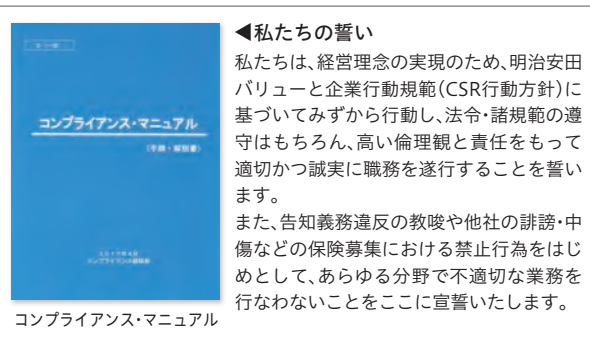 コンプライアンス・マニュアル
(手順・解説書)
コンプライアンス・マニュアル
◀私たちの誓い
私たちは、経営理念の実現のため、明治安田
バリューと企業行動規範(CSR行動方針)に
基づいてみずから行動し、法令・諸規範の遵
守はもちろん、高い倫理観と責任をもって
適切かつ誠実に職務を遂行することを誓い
ます。
また、告知義務違反の教唆や他社の誹謗・中
傷などの保険募集における禁止行為をはじ
めとして、あらゆる分野で不適切な業務を
行なわないことをここに宣誓いたします。